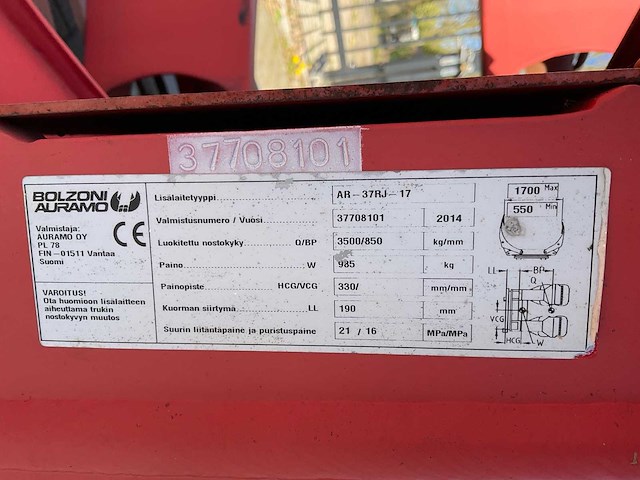 37708101
BOLZONI
AURAMO
CE
Valmistaja:
AURAMO OY
PL 78
FIN-01511 Vantaa
Suomi
VAROITUS!
Ota huomioon lisälaitteen
aiheuttama trukin
nostokyvyn muutos
Lisälaitetyyppi AR-37RJ-17
Valmistusnumero / Vuosi 37708101 2014
Luokitettu nostokyky Q/BP 3500/850 kg/mm
Paino W 985 kg
Painopiste HCG/VCG 330/ mm/mm
Kuorman siirtymä LL 190 mm
Suurin liitäntäpaine ja puristuspaine 21 / 16 MPa/MPa
1700 Max
550 Min
LL BP
Q
VCG
HCG W